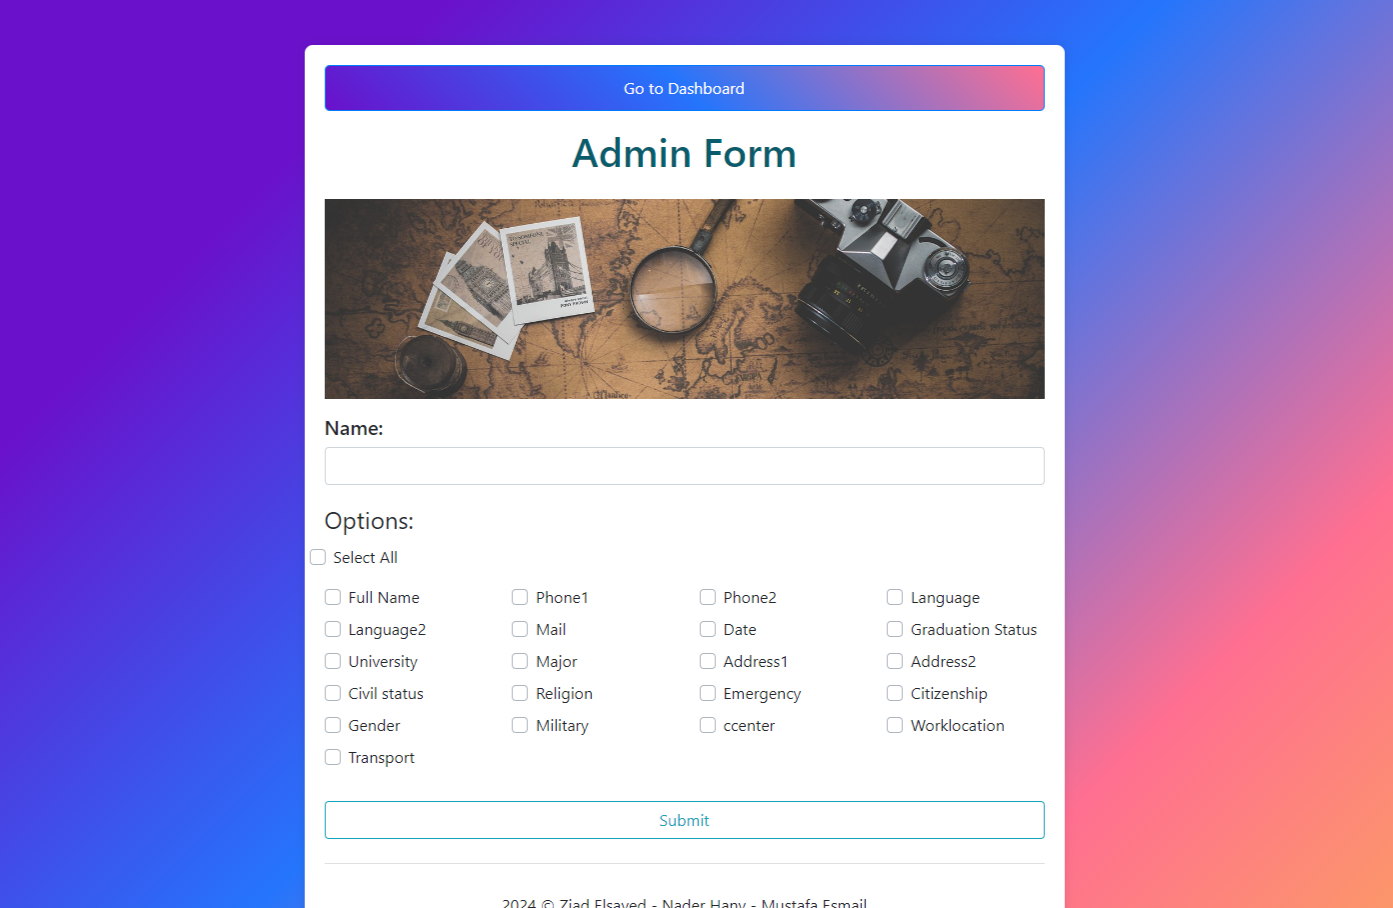 Go to Dashboard
Admin Form
Name:
Options:
Select All
Full Name Phone1 Phone2 Language
Language2 Mail Date Graduation Status
University Major Address1 Address2
Civil status Religion Emergency Citizenship
Gender Military ccenter Worklocation
Transport
Submit
2024 © Ziad Elsayed - Nader Hany - Mustafa Esmail